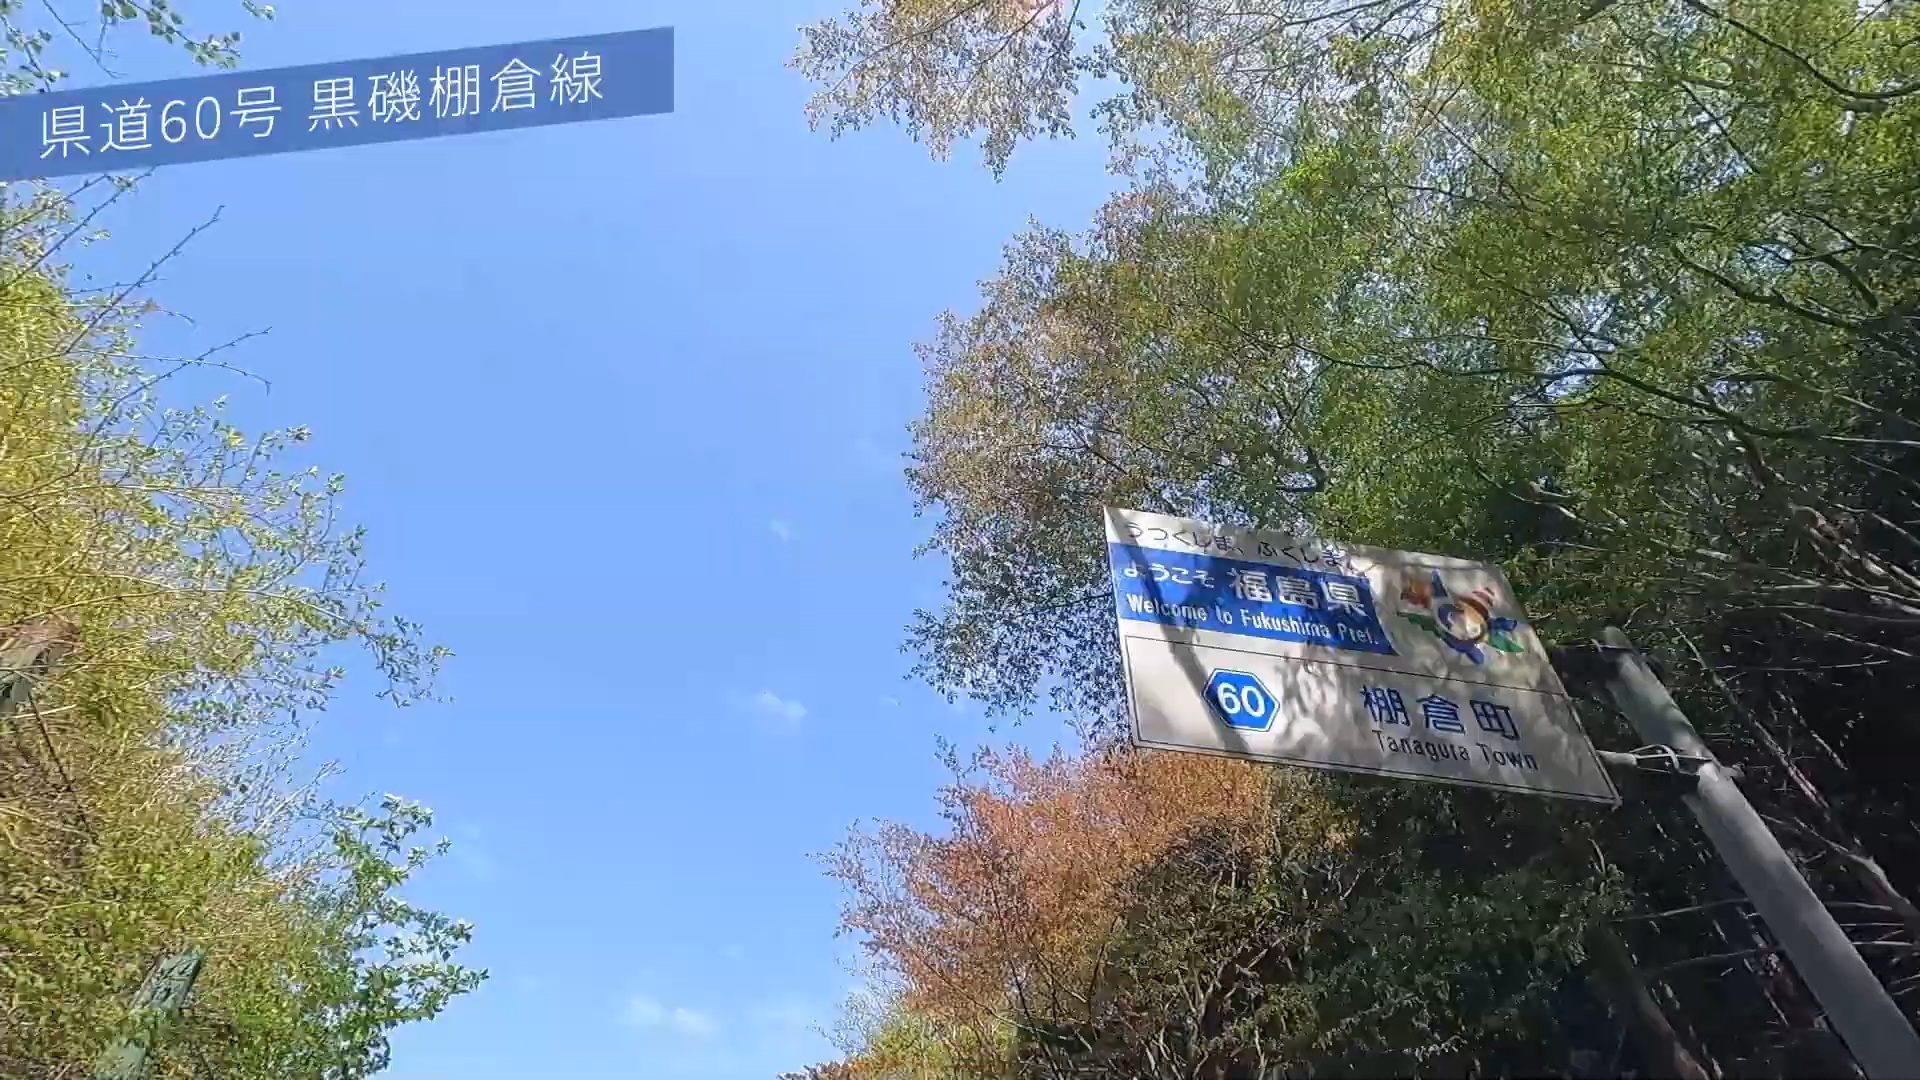 県道60号 黒磯棚倉線
うつくしま、ふくしま。
ようこそ 福島県
Welcome to Fukushima Pref.
60
棚倉町
Tanagura Town